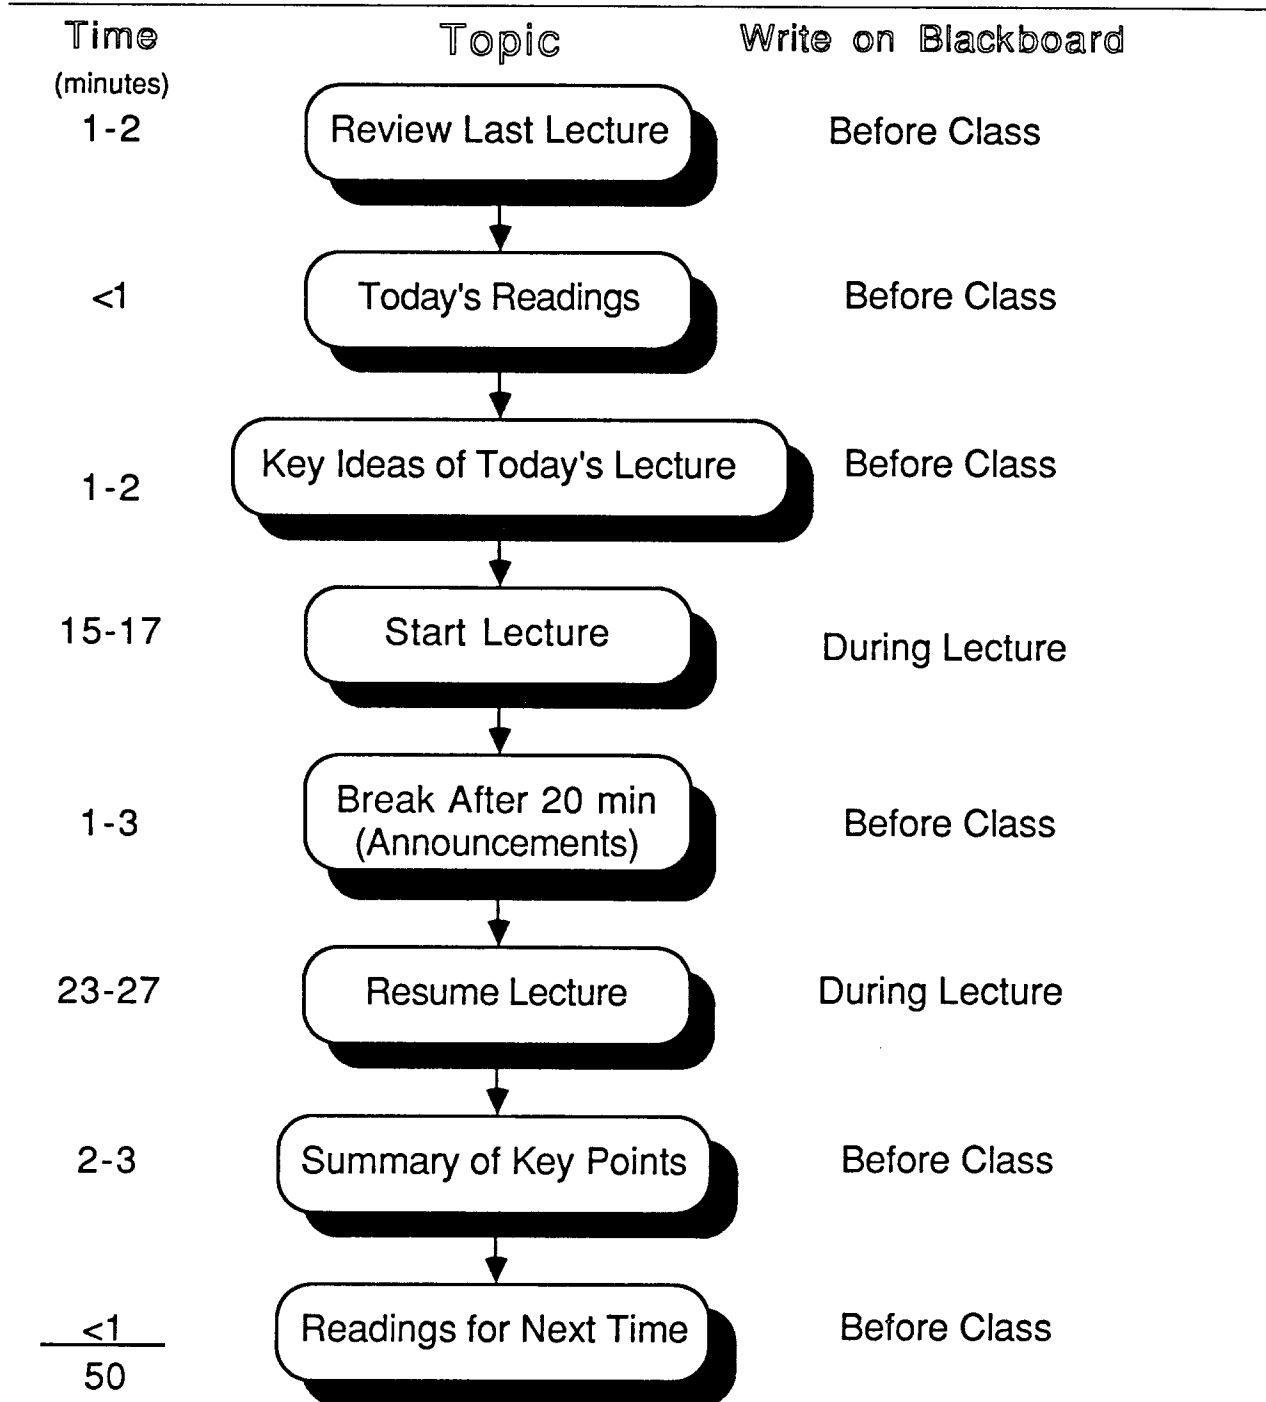 Time Topic Write on Blackboard
(minutes)
1-2 Review Last Lecture Before Class
<1 Today's Readings Before Class
1-2 Key Ideas of Today's Lecture Before Class
15-17 Start Lecture During Lecture
1-3 Break After 20 min Before Class
(Announcements)
23-27 Resume Lecture During Lecture
2-3 Summary of Key Points Before Class
<1 Readings for Next Time Before Class
50